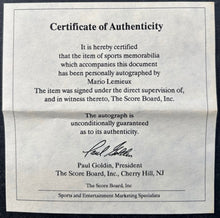 Certificate of Authenticity
It is hereby certified
that the item of sports memorabilia
which accompanies this document
has been personally autographed by
Mario Lemieux
The item was signed under the direct supervision of,
and in witness thereto, The Score Board, Inc.
The autograph is
unconditionally guaranteed
as to its authenticity.
Paul Goldin
Paul Goldin, President
The Score Board, Inc., Cherry Hill, NJ
The Score Board, Inc
Sports and Entertainment Marketing Specialists